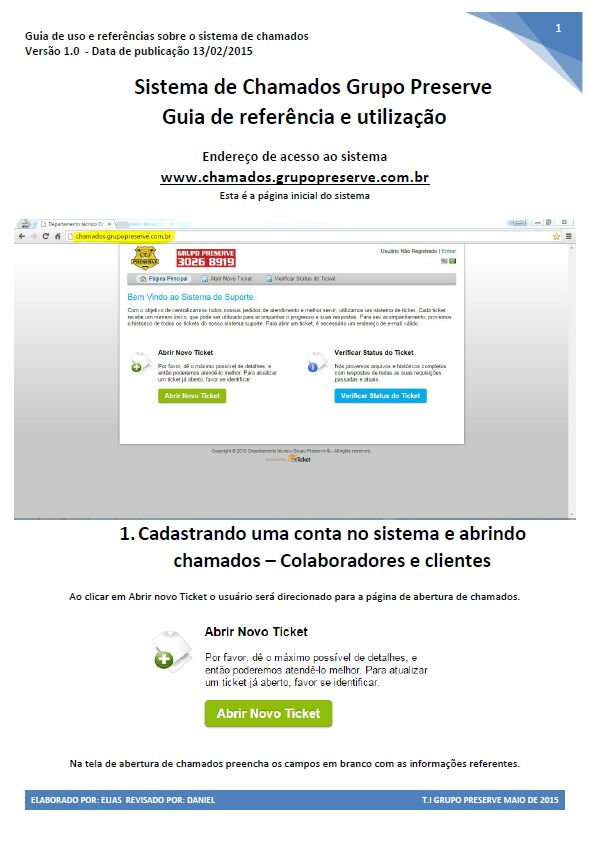 1
Guia de uso e referências sobre o sistema de chamados
Versão 1.0 - Data de publicação 13/02/2015
Sistema de Chamados Grupo Preserve
Guia de referência e utilização
Endereço de acesso ao sistema
www.chamados.grupopreserve.com.br
Esta é a página inicial do sistema
Departamento técnico G
chamados.grupopreserve.com.br
PRESERVE
GRUPO PRESERVE
3026 8919
Usuário Não Registrado | Entrar
Página Principal Abrir Novo Ticket Verificar Status do Ticket
Bem Vindo ao Sistema de Suporte
Com o objetivo de centralizarmos todos nossos pedidos de atendimento e melhor servir, utilizamos um sistema de ticket. Cada ticket
recebe um número único, que pode ser utilizado para acompanhar o progresso e suas respostas. Para seu acompanhamento, provemos
o histórico de todos os tickets do nosso sistema suporte. Para abrir um ticket, é necessário um endereço de email válido.
Abrir Novo Ticket
Por favor, dê o máximo possível de detalhes, e
então poderemos atendê-lo melhor. Para atualizar
um ticket já aberto, favor se identificar.
Abrir Novo Ticket
Verificar Status do Ticket
Nós provemos arquivos e históricos completos
com respostas de todas as suas requisições
passadas e atuais.
Verificar Status do Ticket
Copyright © 2015 Departamento técnico Grupo Preserve ® - All rights reserved.
powered by osTicket
1. Cadastrando uma conta no sistema e abrindo
chamados – Colaboradores e clientes
Ao clicar em Abrir novo Ticket o usuário será direcionado para a página de abertura de chamados.
Abrir Novo Ticket
Por favor, dê o máximo possível de detalhes, e
então poderemos atendê-lo melhor. Para atualizar
um ticket já aberto, favor se identificar.
Abrir Novo Ticket
Na tela de abertura de chamados preencha os campos em branco com as informações referentes.
ELABORADO POR: ELIAS REVISADO POR: DANIEL T.I GRUPO PRESERVE MAIO DE 2015